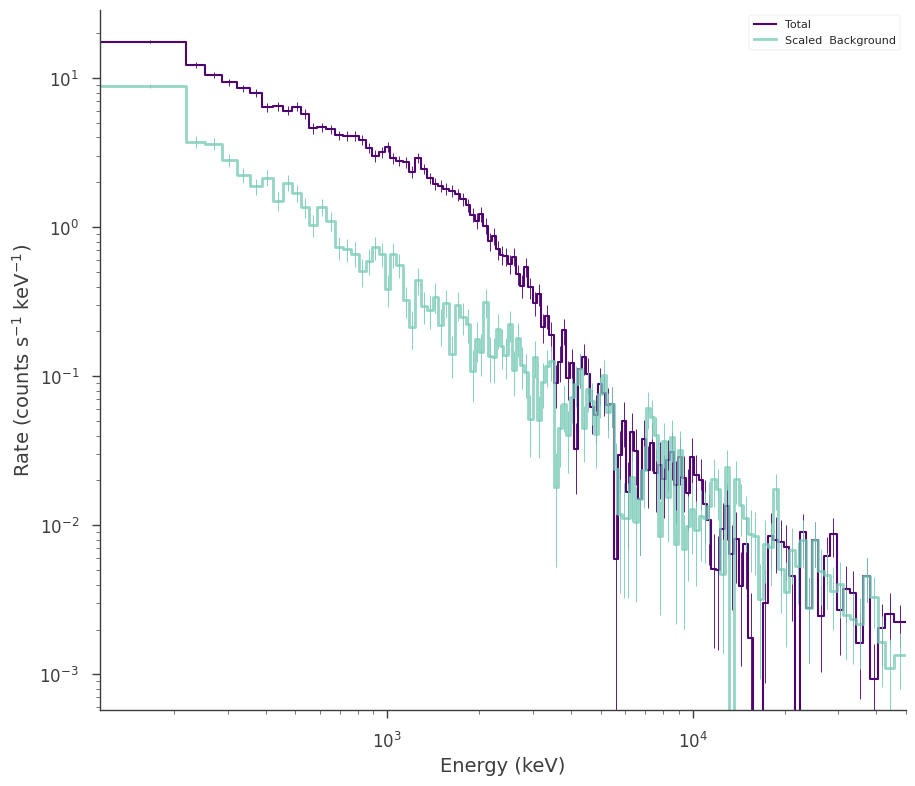 Total
Scaled  Background
10¹
10⁰
10⁻¹
10⁻²
10⁻³
Rate (counts s⁻¹ keV⁻¹)
10³
10⁴
Energy (keV)